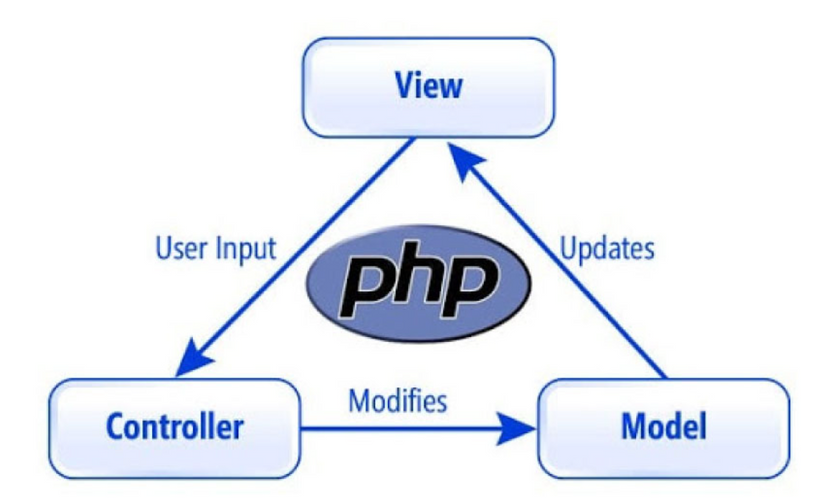 View
User Input
Updates
php
Modifies
Controller
Model